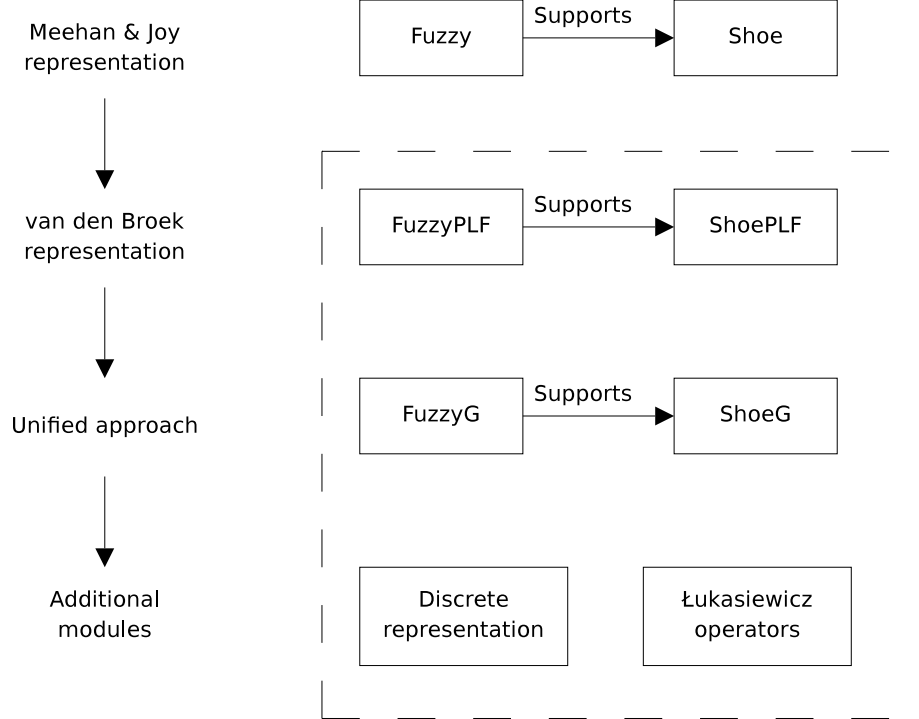 Meehan & Joy
representation
Fuzzy
Supports
Shoe
van den Broek
representation
FuzzyPLF
Supports
ShoePLF
Unified approach
FuzzyG
Supports
ShoeG
Additional
modules
Discrete
representation
Łukasiewicz
operators